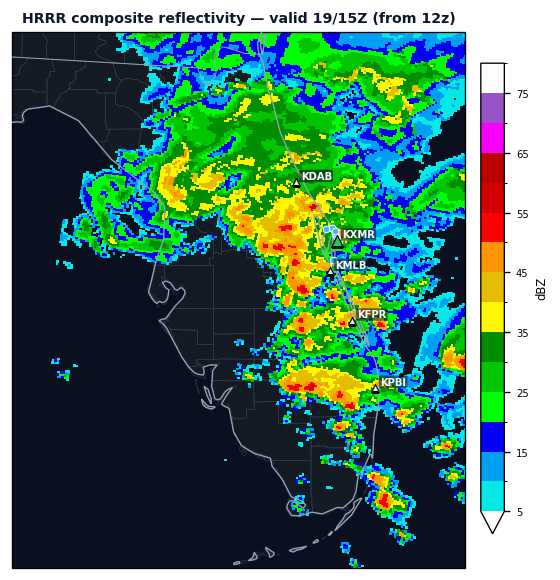 HRRR composite reflectivity — valid 19/15Z (from 12z)
KDAB
KXMR
KMLB
KFPR
KPBI
75
65
55
45
35
25
15
5
dBZ